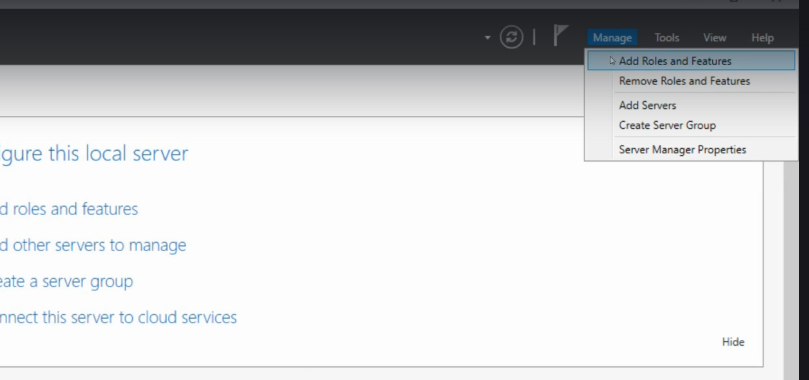 Manage Tools View Help
Add Roles and Features
Remove Roles and Features
Add Servers
Create Server Group
Server Manager Properties
gure this local server
d roles and features
d other servers to manage
eate a server group
nnect this server to cloud services
Hide